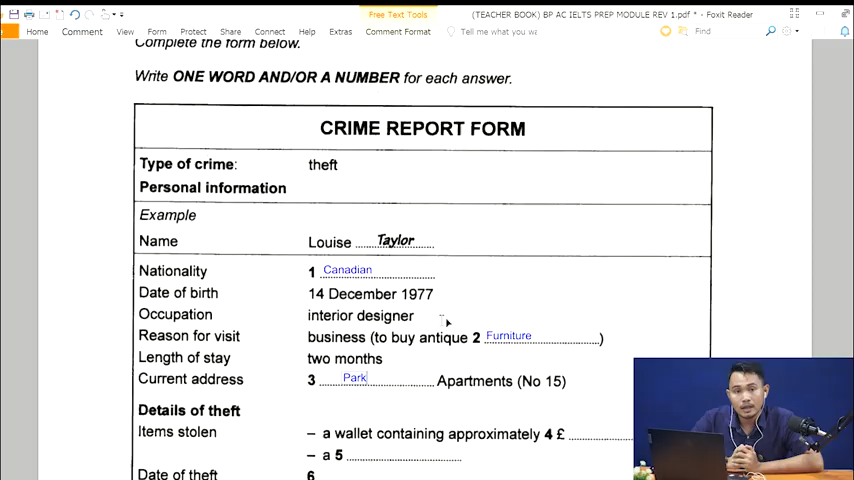 Free Text Tools
(TEACHER BOOK) BP AC IELTS PREP MODULE REV 1.pdf * - Foxit Reader
Home Comment View Form Protect Share Help Extras Comment Format Tell me what you wa Find
Complete the form below.
Write ONE WORD AND/OR A NUMBER for each answer.
CRIME REPORT FORM
Type of crime: theft
Personal information
Example
Name Louise Taylor
Nationality 1 Canadian
Date of birth 14 December 1977
Occupation interior designer
Reason for visit business (to buy antique 2 Furniture)
Length of stay two months
Current address 3 Park Apartments (No 15)
Details of theft
Items stolen – a wallet containing approximately 4 £
– a 5
Date of theft 6